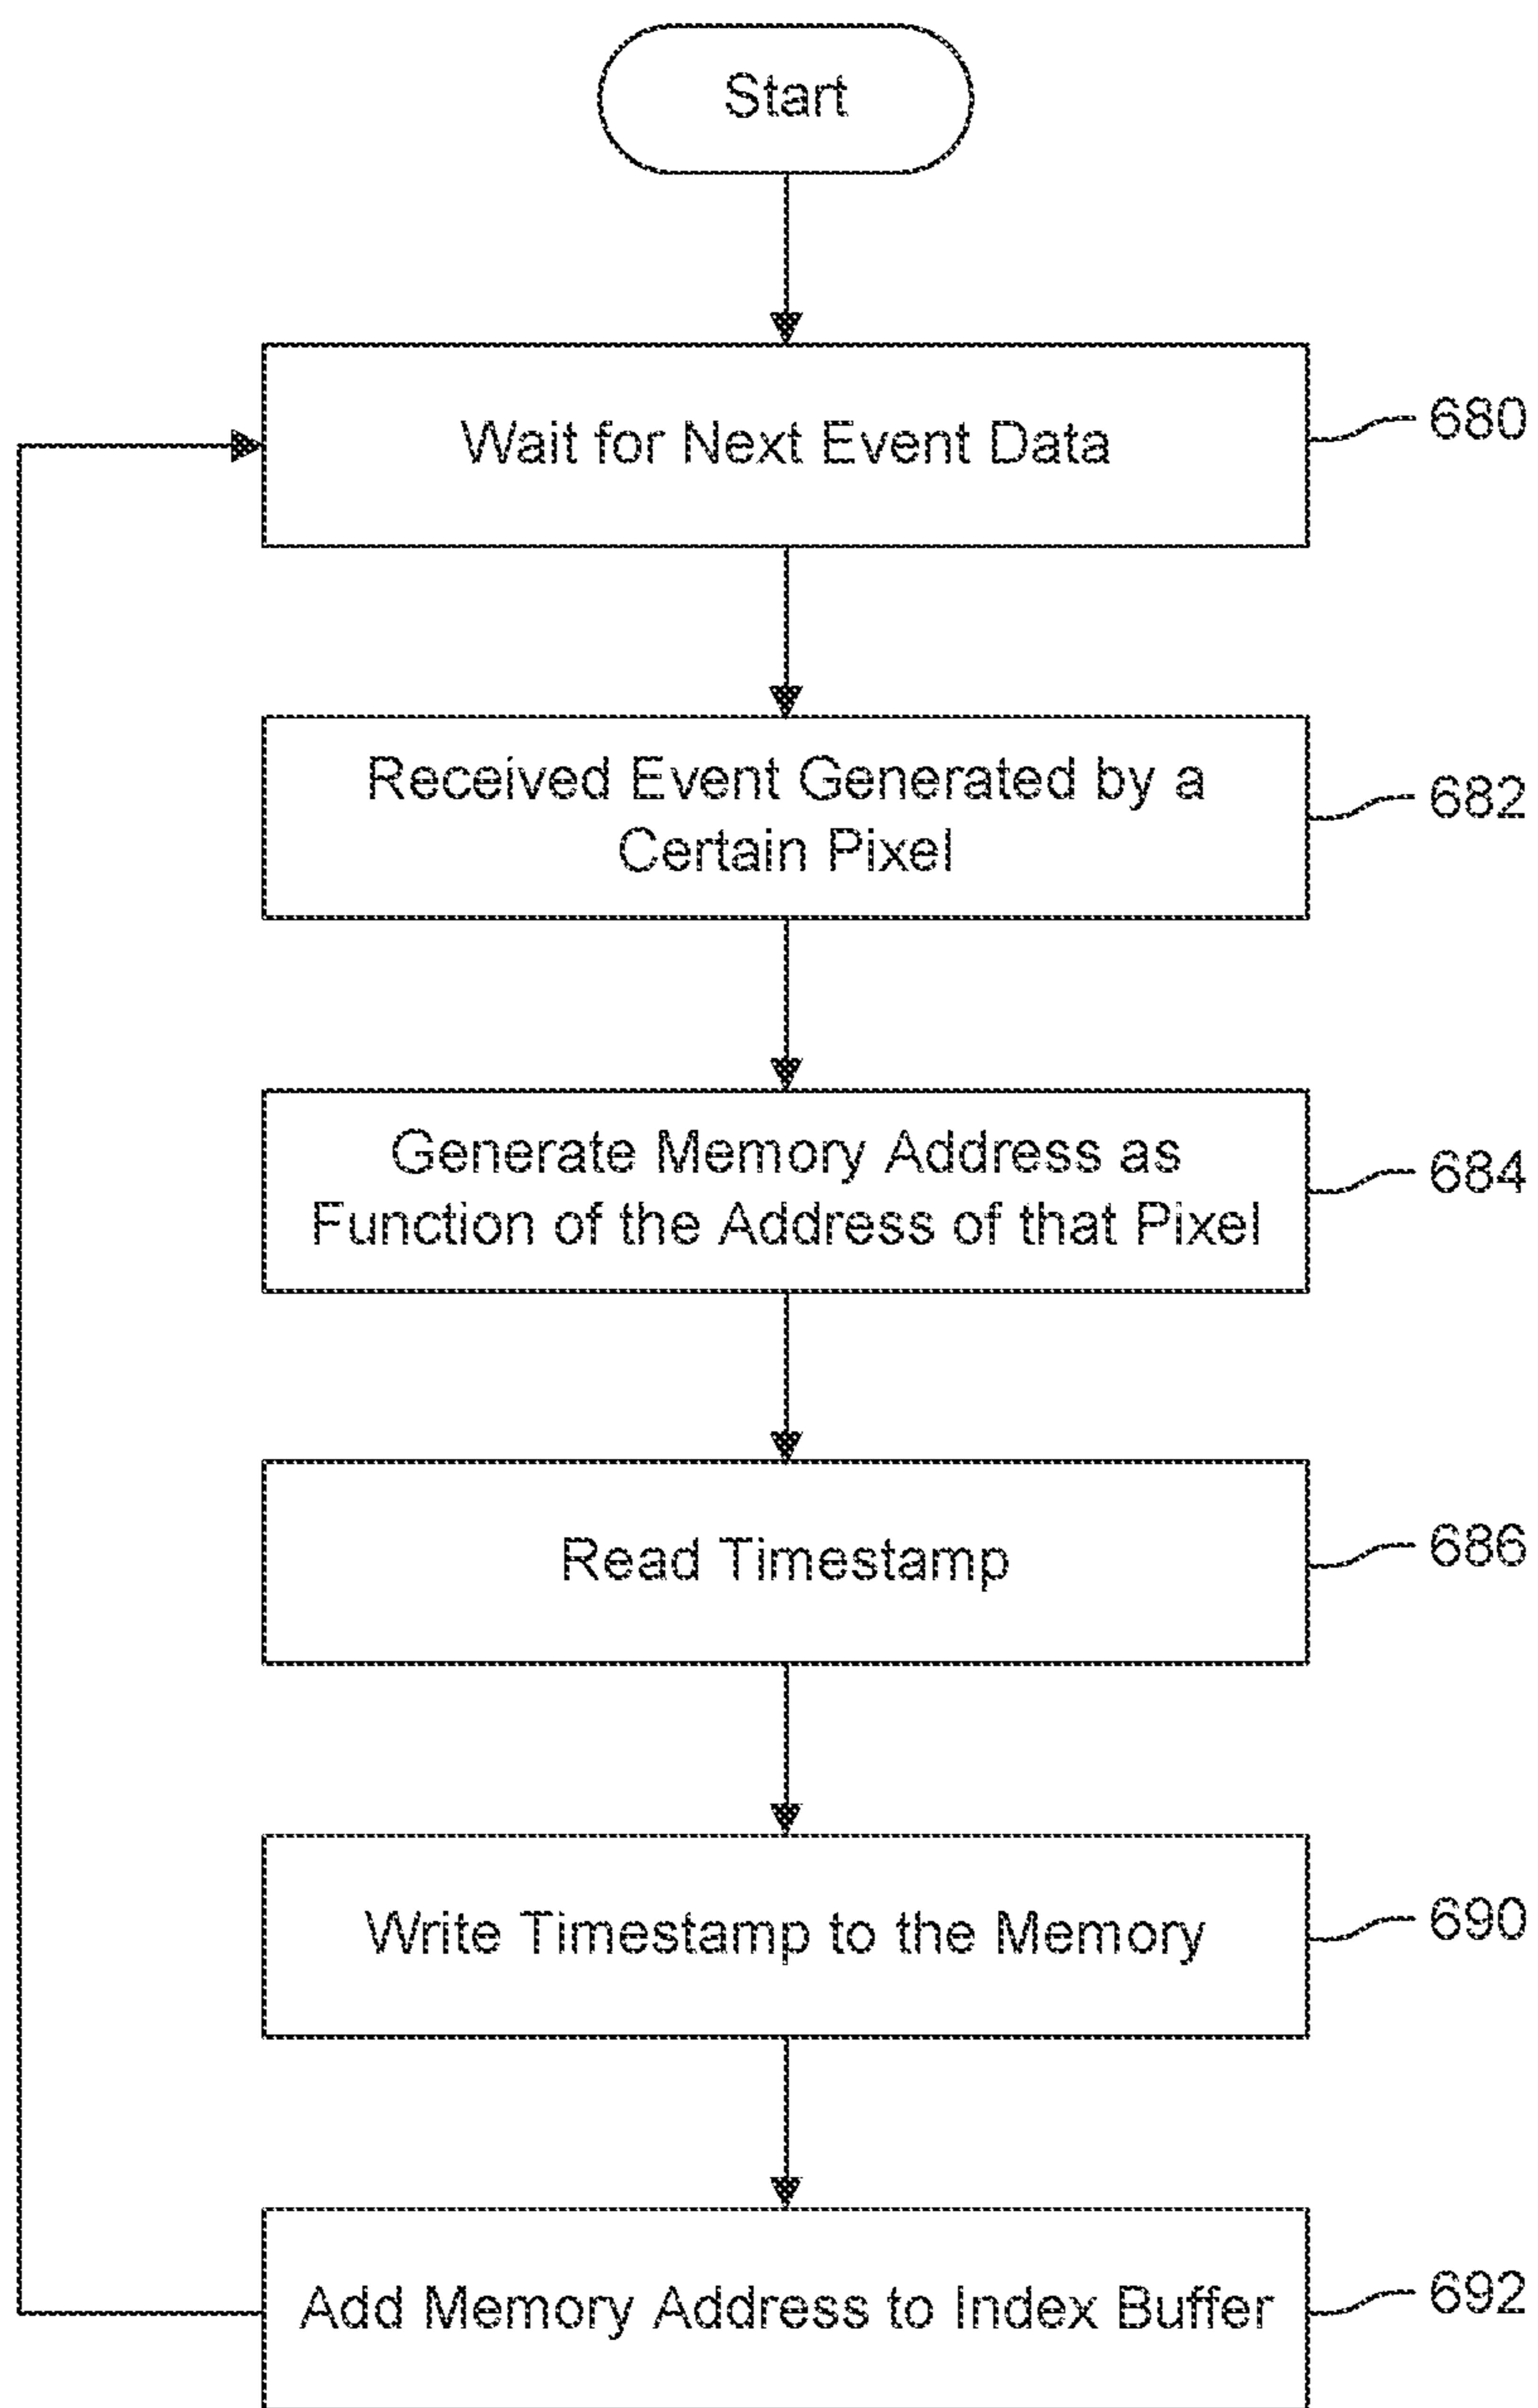 Start
Wait for Next Event Data
680
Received Event Generated by a
Certain Pixel
682
Generate Memory Address as
Function of the Address of that Pixel
684
Read Timestamp
686
Write Timestamp to the Memory
690
Add Memory Address to Index Buffer
692